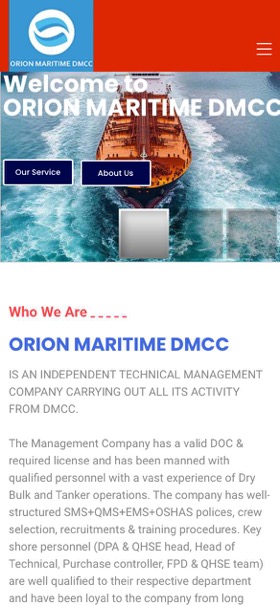 ORION MARITIME DMCC
Welcome to
ORION MARITIME DMCC
Our Service
About Us
Who We Are _ _ _ _ _
ORION MARITIME DMCC
IS AN INDEPENDENT TECHNICAL MANAGEMENT
COMPANY CARRYING OUT ALL ITS ACTIVITY
FROM DMCC.
The Management Company has a valid DOC &
required license and has been manned with
qualified personnel with a vast experience of Dry
Bulk and Tanker operations. The company has well-
structured SMS+QMS+EMS+OSHAS polices, crew
selection, recruitments & training procedures. Key
shore personnel (DPA & QHSE head, Head of
Technical, Purchase controller, FPD & QHSE team)
are well qualified to their respective department
and have been loyal to the company from long